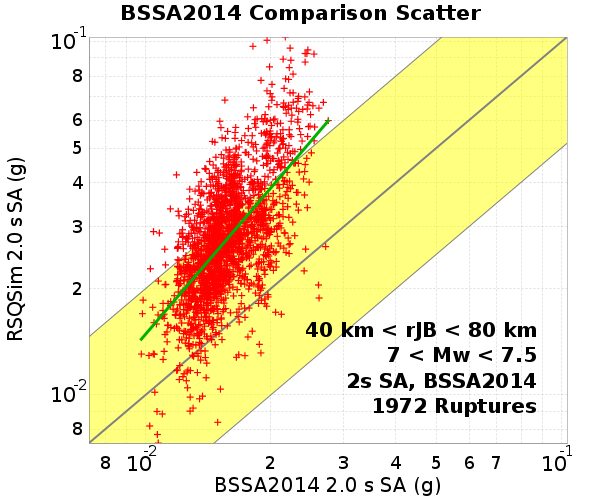 BSSA2014 Comparison Scatter
RSQSim 2.0 s SA (g)
10-1
8
6
5
4
3
2
10-2
8
40 km < rJB < 80 km
7 < Mw < 7.5
2s SA, BSSA2014
1972 Ruptures
8 10-2 2 3 4 5 6 7 10-1
BSSA2014 2.0 s SA (g)